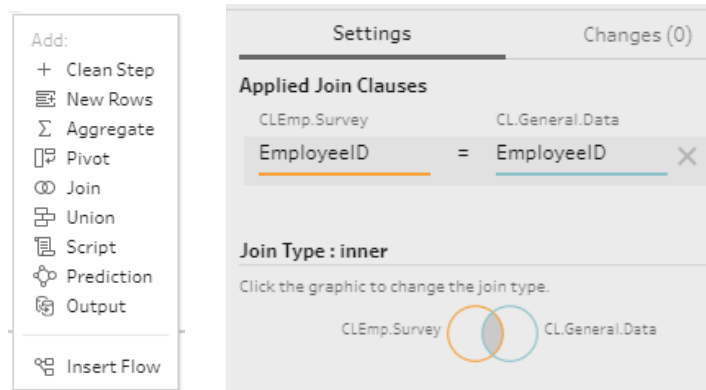 Add:
+ Clean Step
New Rows
Σ Aggregate
Pivot
Join
Union
Script
Prediction
Output
Insert Flow
Settings Changes (0)
Applied Join Clauses
CLEmp.Survey CL.General.Data
EmployeeID = EmployeeID
Join Type : inner
Click the graphic to change the join type.
CLEmp.Survey CL.General.Data